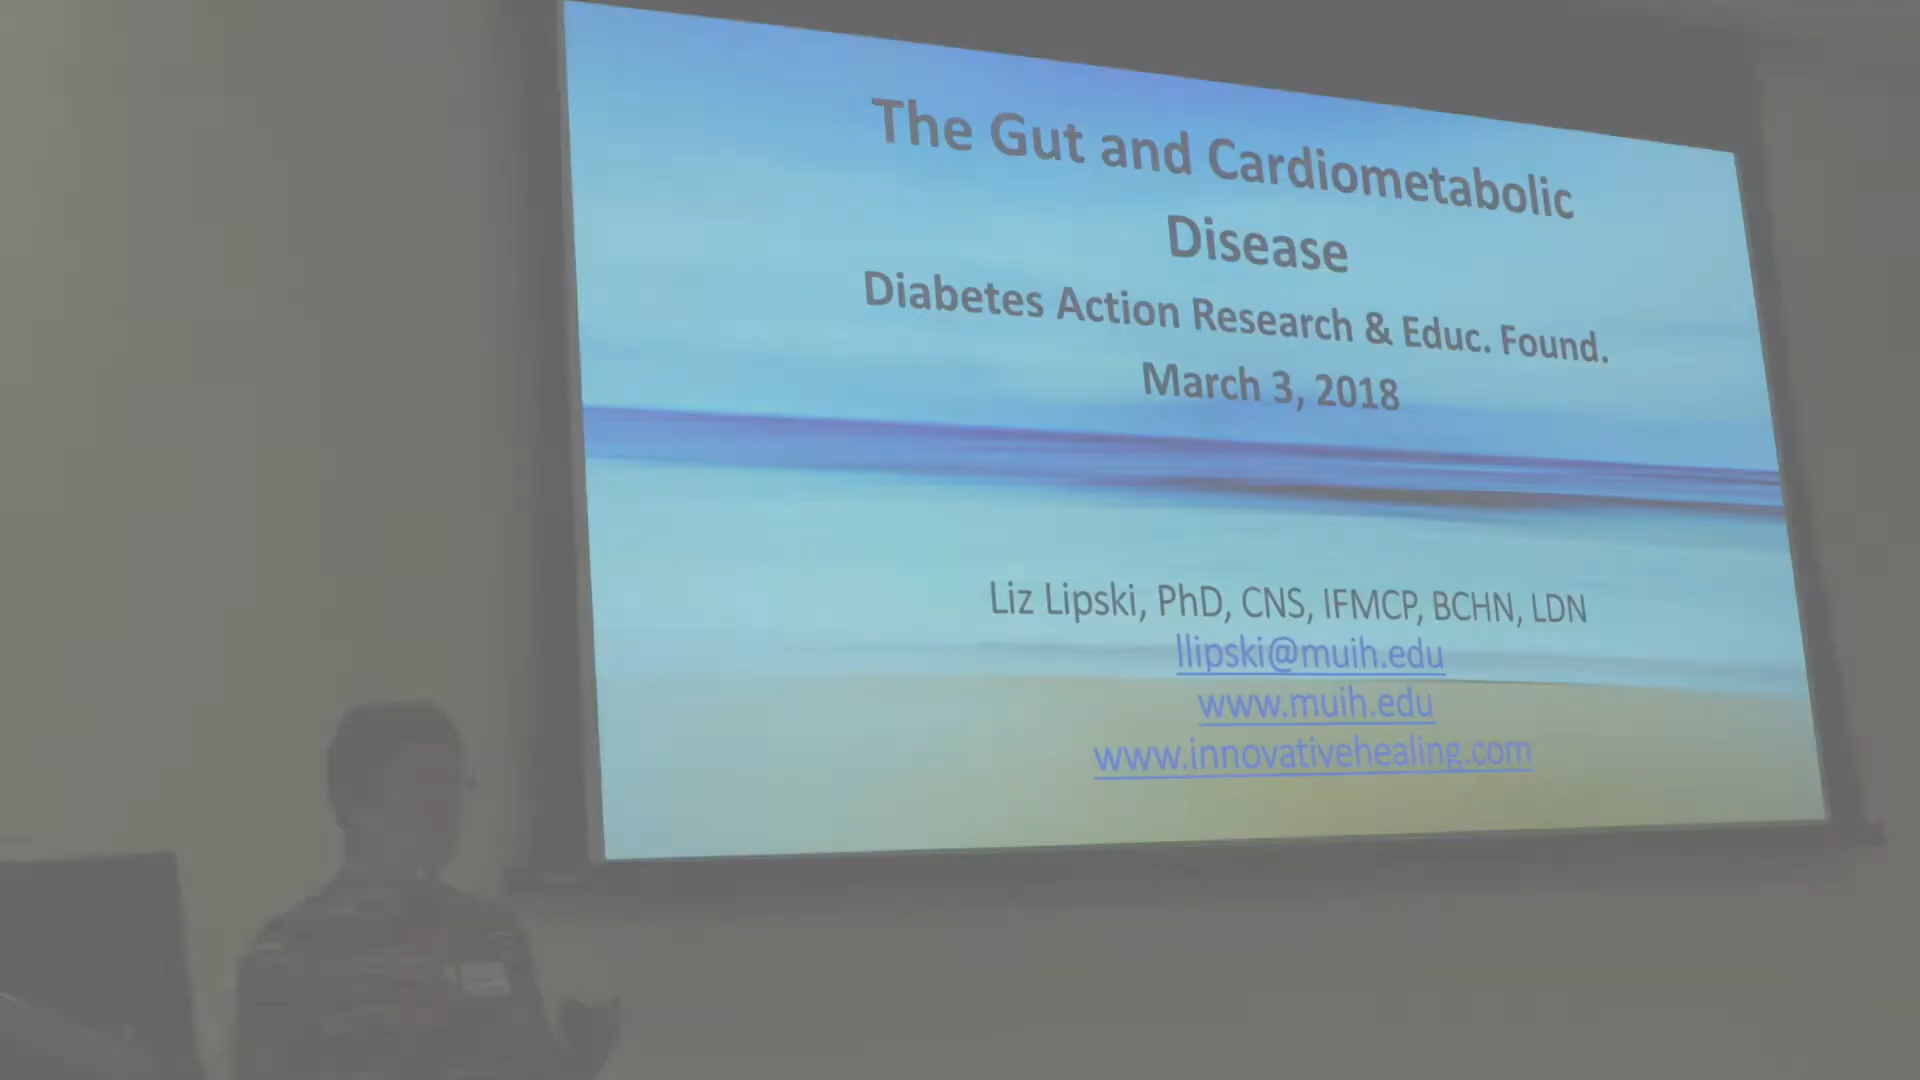 The Gut and Cardiometabolic
Disease
Diabetes Action Research & Educ. Found.
March 3, 2018
Liz Lipski, PhD, CNS, IFMCP, BCHN, LDN
llipski@muih.edu
www.muih.edu
www.innovativehealing.com